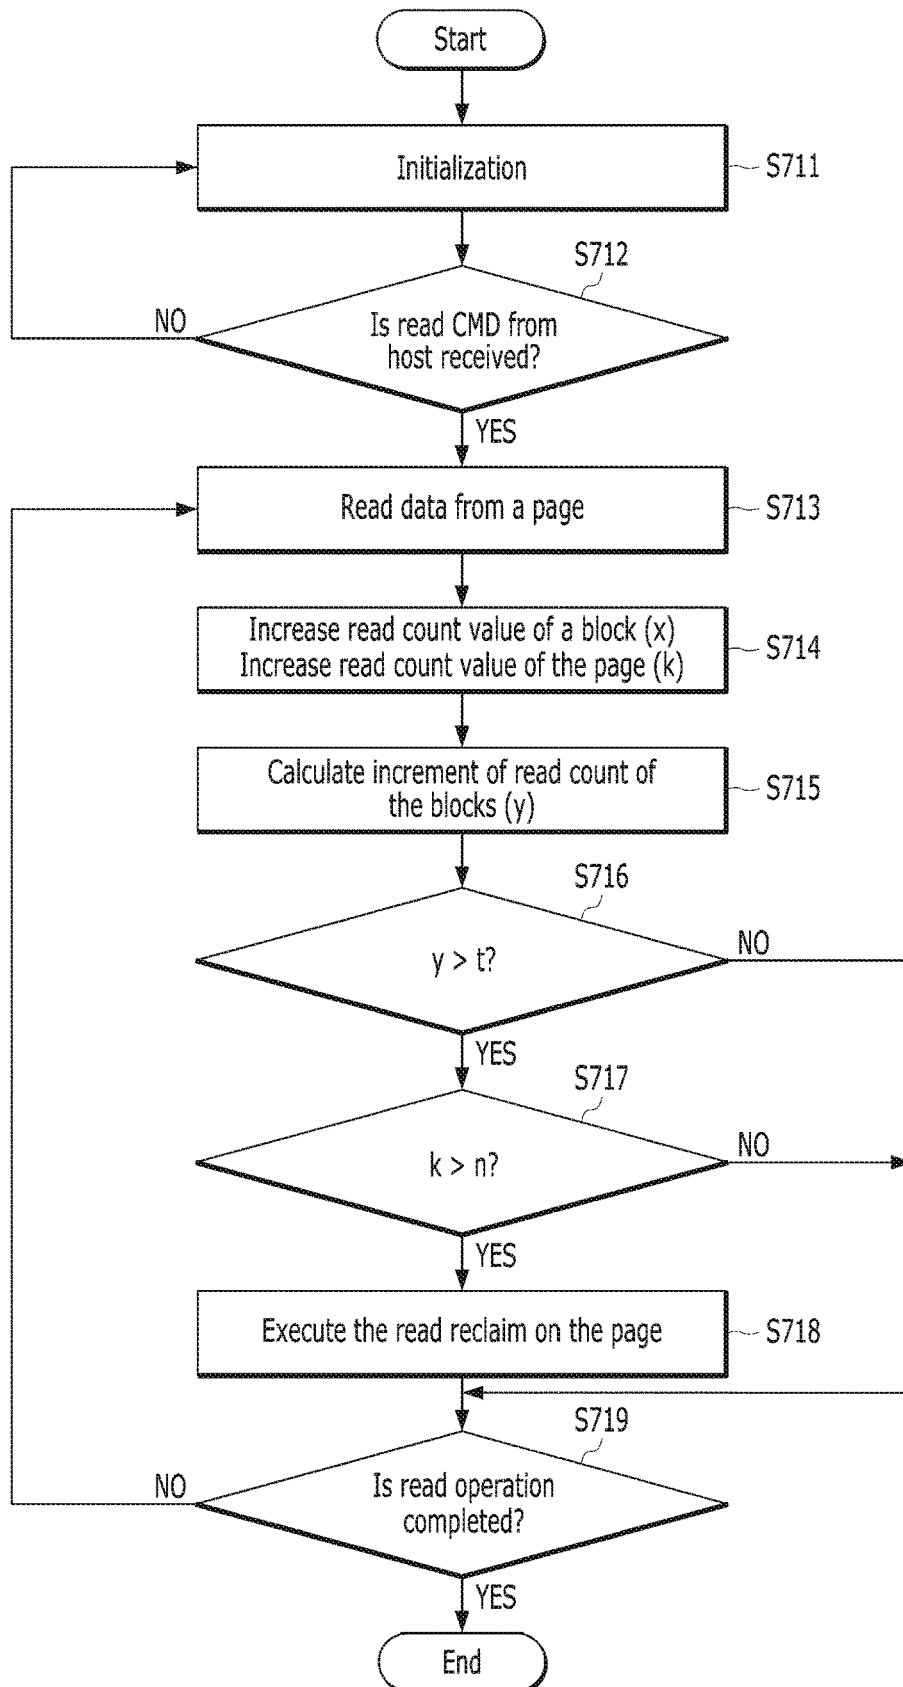 Start
Initialization
S711
S712
NO
Is read CMD from
host received?
YES
Read data from a page
S713
Increase read count value of a block (x)
Increase read count value of the page (k)
S714
Calculate increment of read count of
the blocks (y)
S715
S716
y > t?
NO
YES
S717
k > n?
NO
YES
Execute the read reclaim on the page
S718
S719
NO
Is read operation
completed?
YES
End